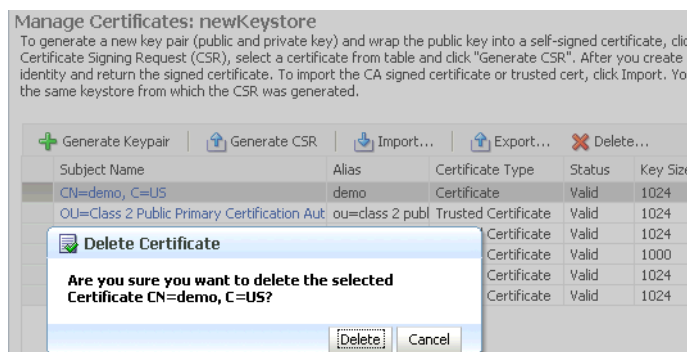 Manage Certificates: newKeystore
To generate a new key pair (public and private key) and wrap the public key into a self-signed certificate, clic
Certificate Signing Request (CSR), select a certificate from table and click "Generate CSR". After you create
identity and return the signed certificate. To import the CA signed certificate or trusted cert, click Import. Yo
the same keystore from which the CSR was generated.
Generate Keypair Generate CSR Import... Export... Delete...
Subject Name Alias Certificate Type Status Key Size
CN=demo, C=US demo Certificate Valid 1024
OU=Class 2 Public Primary Certification Aut ou=class 2 publ Trusted Certificate Valid 1024
Certificate Valid 1024
Certificate Valid 1000
Certificate Valid 1024
Certificate Valid 1024
Delete Certificate
Are you sure you want to delete the selected
Certificate CN=demo, C=US?
Delete Cancel